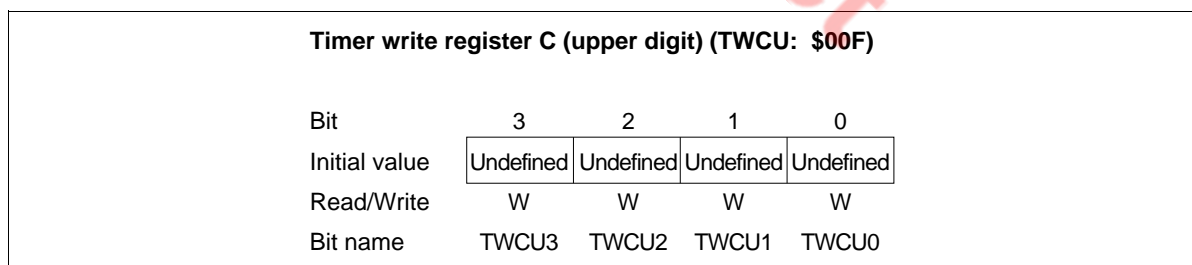 Timer write register C (upper digit) (TWCU: $00F)
Bit 3 2 1 0
Initial value Undefined Undefined Undefined Undefined
Read/Write W W W W
Bit name TWCU3 TWCU2 TWCU1 TWCU0